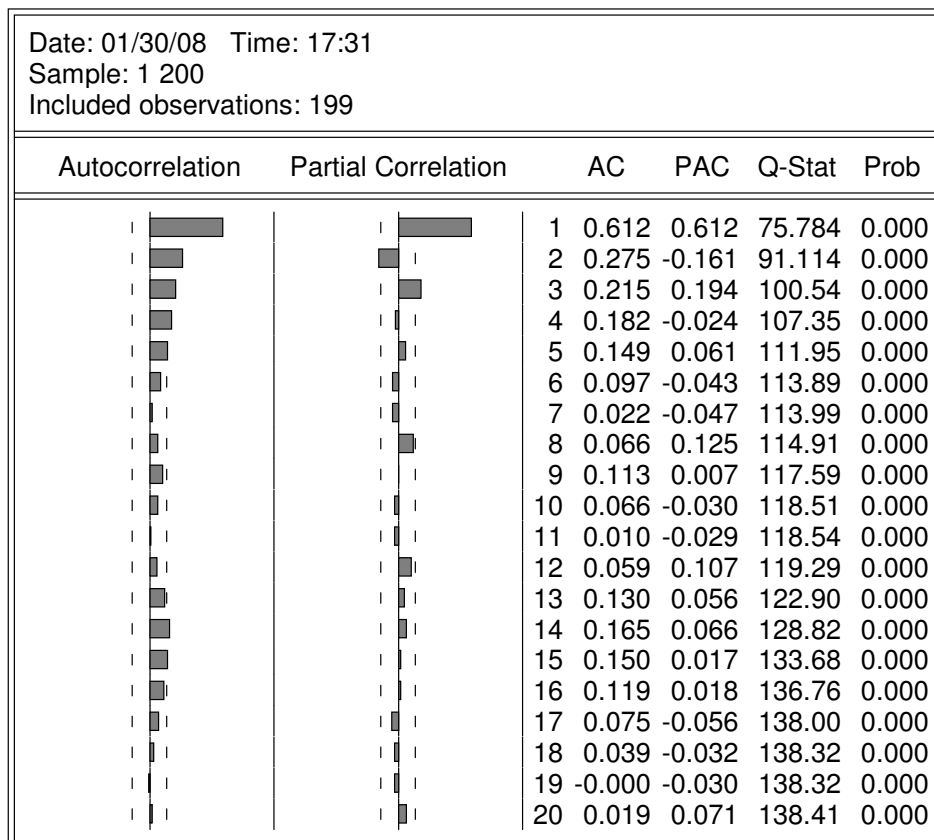 Date: 01/30/08 Time: 17:31
Sample: 1 200
Included observations: 199
Autocorrelation Partial Correlation AC PAC Q-Stat Prob
1 0.612 0.612 75.784 0.000
2 0.275 -0.161 91.114 0.000
3 0.215 0.194 100.54 0.000
4 0.182 -0.024 107.35 0.000
5 0.149 0.061 111.95 0.000
6 0.097 -0.043 113.89 0.000
7 0.022 -0.047 113.99 0.000
8 0.066 0.125 114.91 0.000
9 0.113 0.007 117.59 0.000
10 0.066 -0.030 118.51 0.000
11 0.010 -0.029 118.54 0.000
12 0.059 0.107 119.29 0.000
13 0.130 0.056 122.90 0.000
14 0.165 0.066 128.82 0.000
15 0.150 0.017 133.68 0.000
16 0.119 0.018 136.76 0.000
17 0.075 -0.056 138.00 0.000
18 0.039 -0.032 138.32 0.000
19 -0.000 -0.030 138.32 0.000
20 0.019 0.071 138.41 0.000